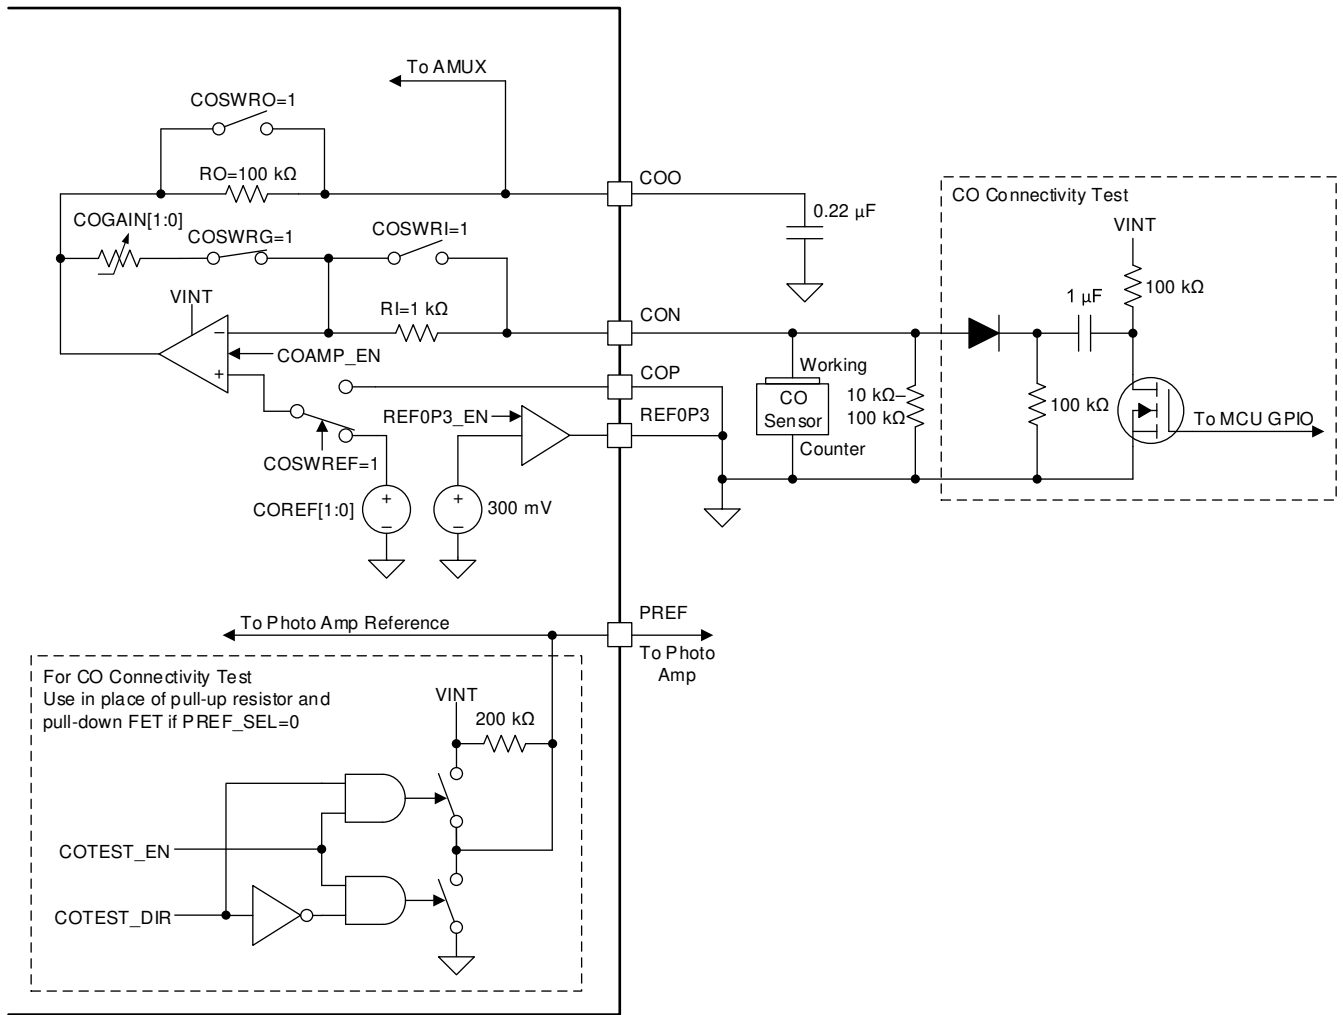 To AMUX
COSWRO=1
RO=100 kΩ
COO
COGAIN[1:0]
COSWRG=1
COSWRI=1
0.22 µF
CO Connectivity Test
VINT
100 kΩ
1 µF
VINT
RI=1 kΩ
CON
COAMP_EN
COP
Working
CO
Sensor
Counter
10 kΩ–
100 kΩ
100 kΩ
To MCU GPIO
REF0P3_EN
REF0P3
COSWREF=1
COREF[1:0]
300 mV
+
−
+
−
+
−
PREF
To Photo Amp Reference
To Photo
Amp
For CO Connectivity Test
Use in place of pull-up resistor and
pull-down FET if PREF_SEL=0
VINT
200 kΩ
COTEST_EN
COTEST_DIR